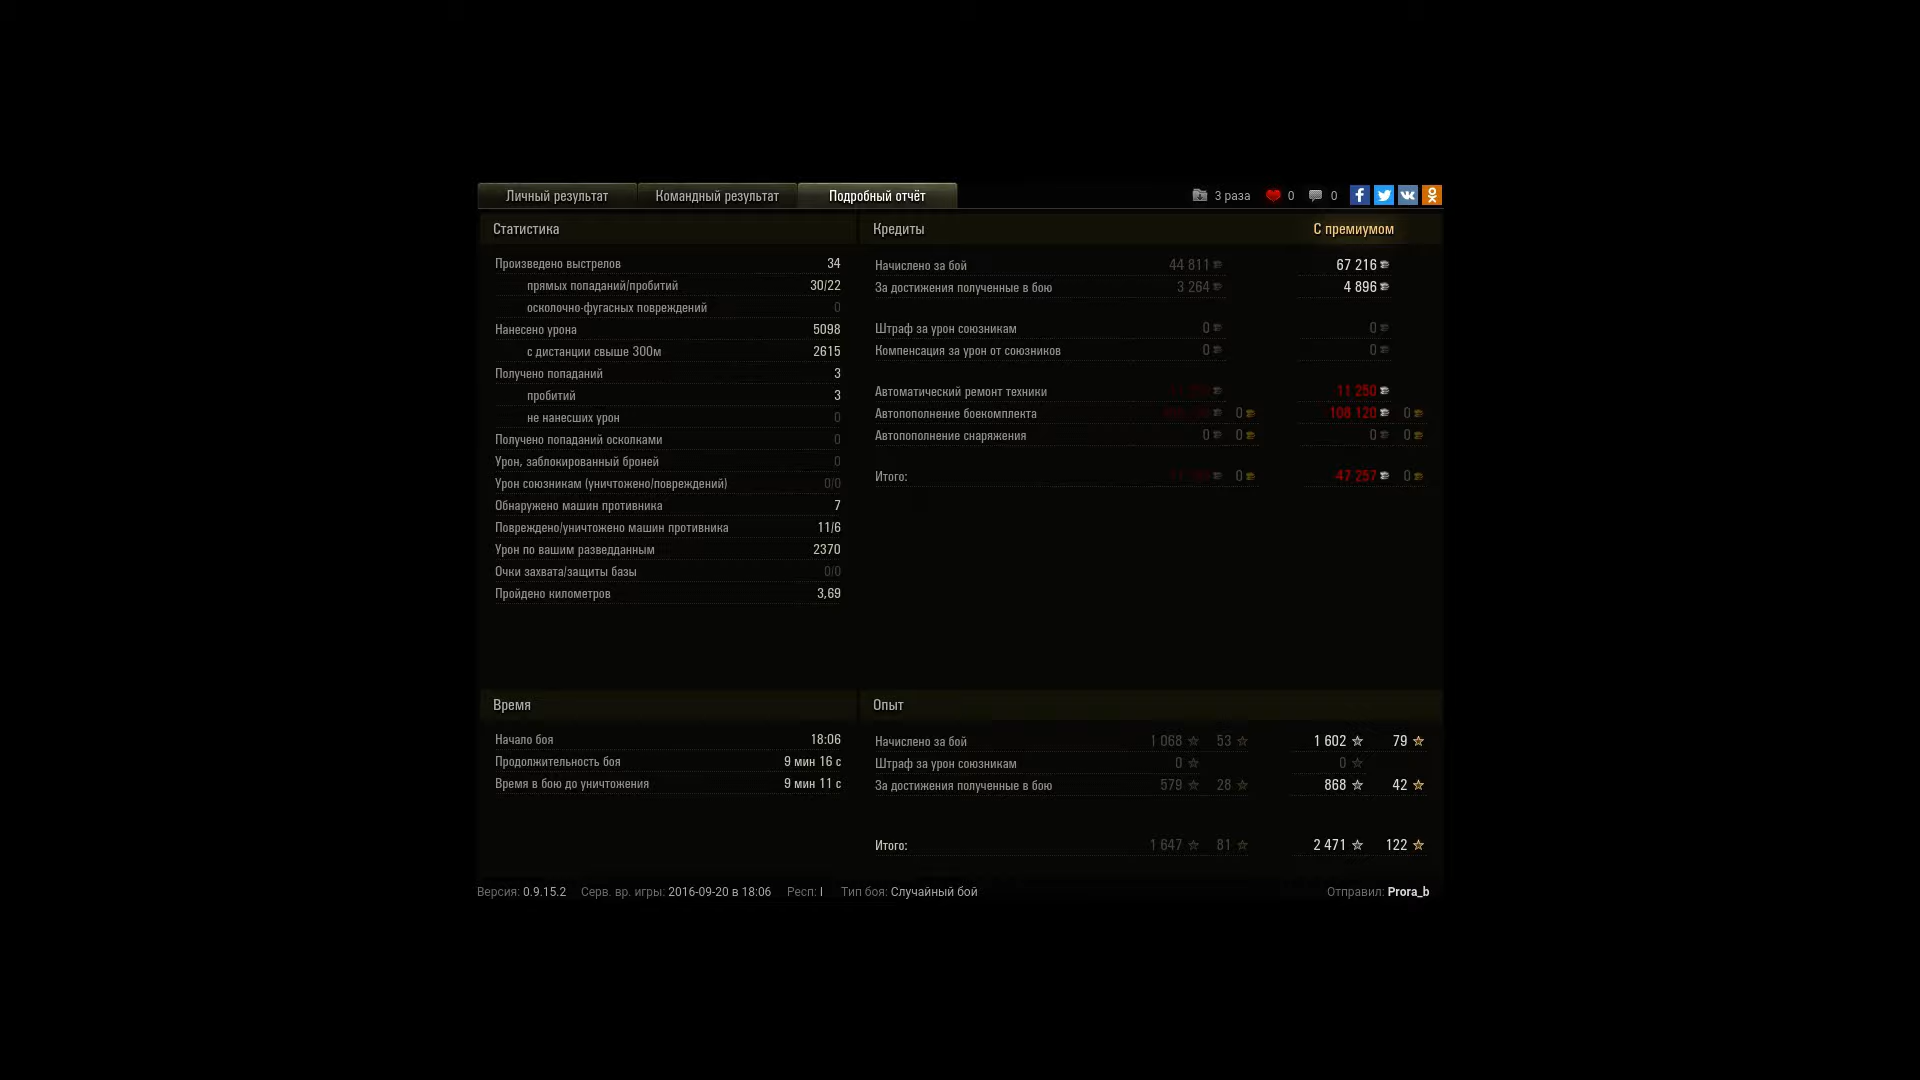 Личный результат Командный результат Подробный отчёт 3 раза 0 0
Статистика
Произведено выстрелов 34
прямых попаданий/пробитий 30/22
осколочно-фугасных повреждений 0
Нанесено урона 5098
с дистанции свыше 300м 2615
Получено попаданий 3
пробитий 3
не нанесших урон 0
Получено попаданий осколками 0
Урон, заблокированный броней 0
Урон союзникам (уничтожено/повреждений) 0/0
Обнаружено машин противника 7
Повреждено/уничтожено машин противника 11/6
Урон по вашим разведданным 2370
Очки захвата/защиты базы 0/0
Пройдено километров 3,69
Кредиты С премиумом
Начислено за бой 44 811 67 216
За достижения полученные в бою 3 264 4 896
Штраф за урон союзникам 0 0
Компенсация за урон от союзников 0 0
Автоматический ремонт техники -11 250
Автопополнение боекомплекта 0 -108 120 0
Автопополнение снаряжения 0 0 0 0
Итого: 0 -47 257 0
Время
Начало боя 18:06
Продолжительность боя 9 мин 16 с
Время в бою до уничтожения 9 мин 11 с
Опыт
Начислено за бой 1 068 53 1 602 79
Штраф за урон союзникам 0 0
За достижения полученные в бою 579 28 868 42
Итого: 1 647 81 2 471 122
Версия: 0.9.15.2 Серв. вр. игры: 2016-09-20 в 18:06 Респ: I Тип боя: Случайный бой Отправил: Prora_b